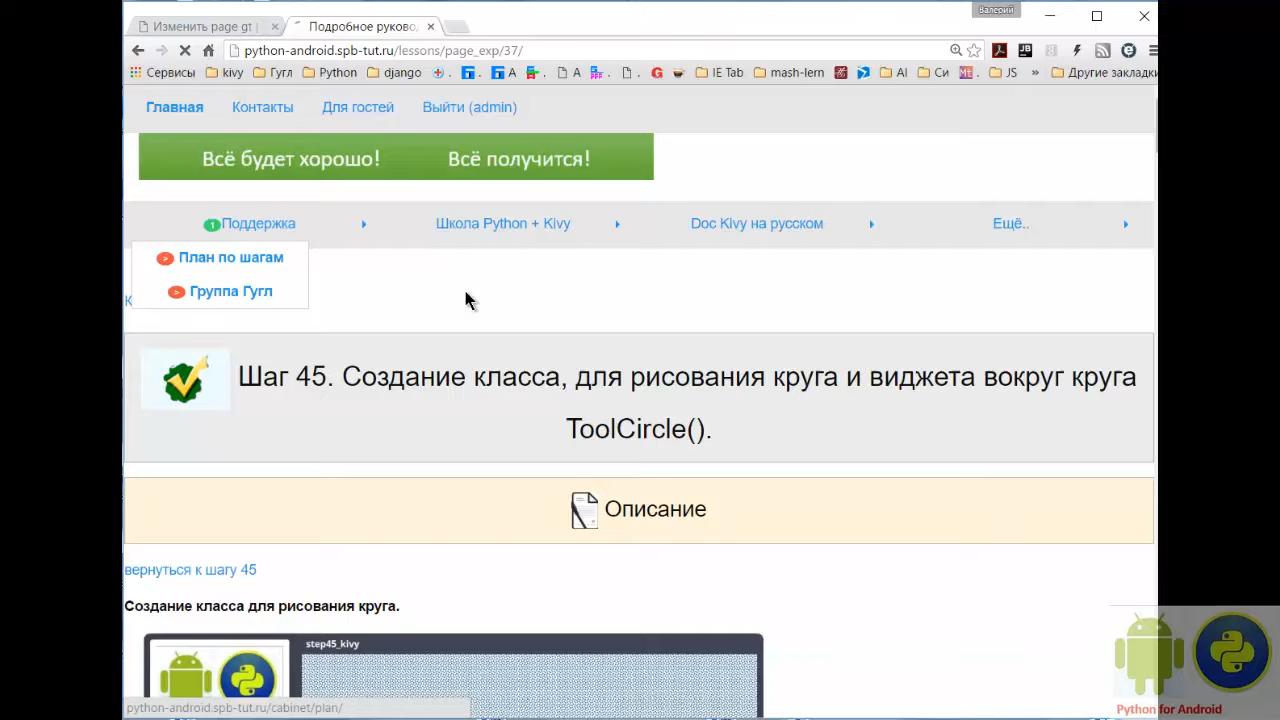 Валерий
Изменить page gt
Подробное руково
python-android.spb-tut.ru/lessons/page_exp/37/
Сервисы kivy Гугл Python django А А IE Tab mash-lern AI Си JS » Другие закладки
Главная Контакты Для гостей Выйти (admin)
Всё будет хорошо! Всё получится!
1 Поддержка Школа Python + Kivy Doc Kivy на русском Ещё..
> План по шагам
> Группа Гугл
К
Шаг 45. Создание класса, для рисования круга и виджета вокруг круга
ToolCircle().
Описание
вернуться к шагу 45
Создание класса для рисования круга.
step45_kivy
python-android.spb-tut.ru/cabinet/plan/
Python for Android